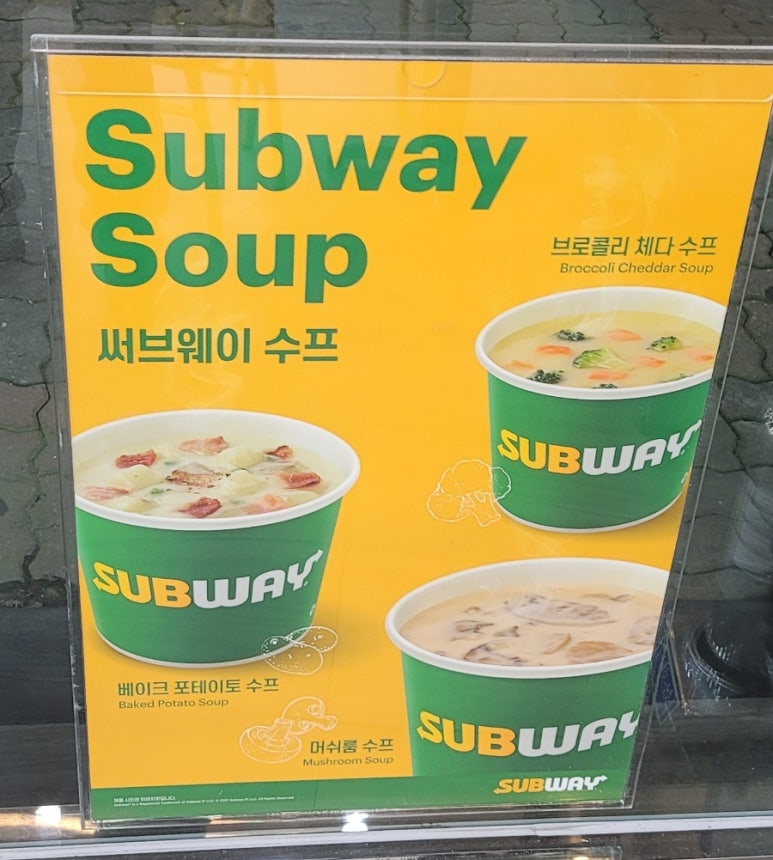 Subway
Soup
써브웨이 수프
브로콜리 체다 수프
Broccoli Cheddar Soup
SUBWAY
SUBWAY
베이크 포테이토 수프
Baked Potato Soup
머쉬룸 수프
Mushroom Soup
SUBWAY
SUBWAY